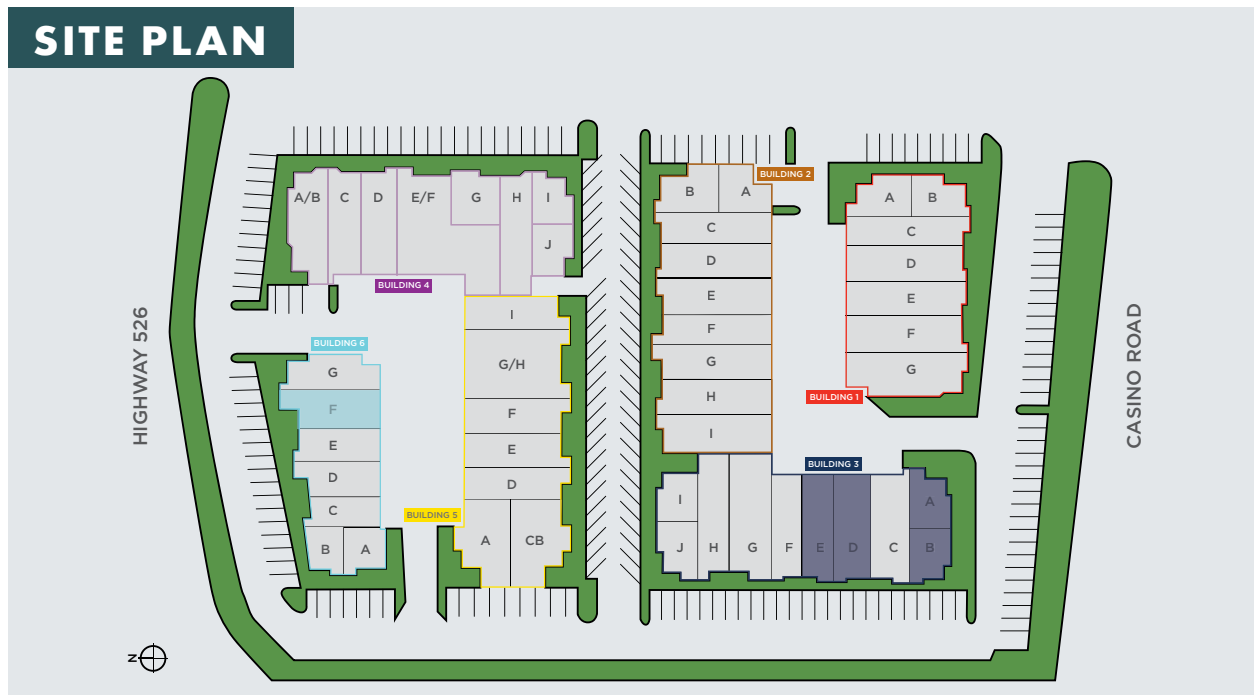 SITE PLAN
HIGHWAY 526
CASINO ROAD
BUILDING 4
A/B
C
D
E/F
G
H
I
J
BUILDING 6
G
F
E
D
C
B
A
BUILDING 5
I
G/H
F
E
D
A
CB
BUILDING 2
B
A
C
D
E
F
G
H
I
BUILDING 1
A
B
C
D
E
F
G
BUILDING 3
I
J
H
G
F
E
D
C
A
B
N